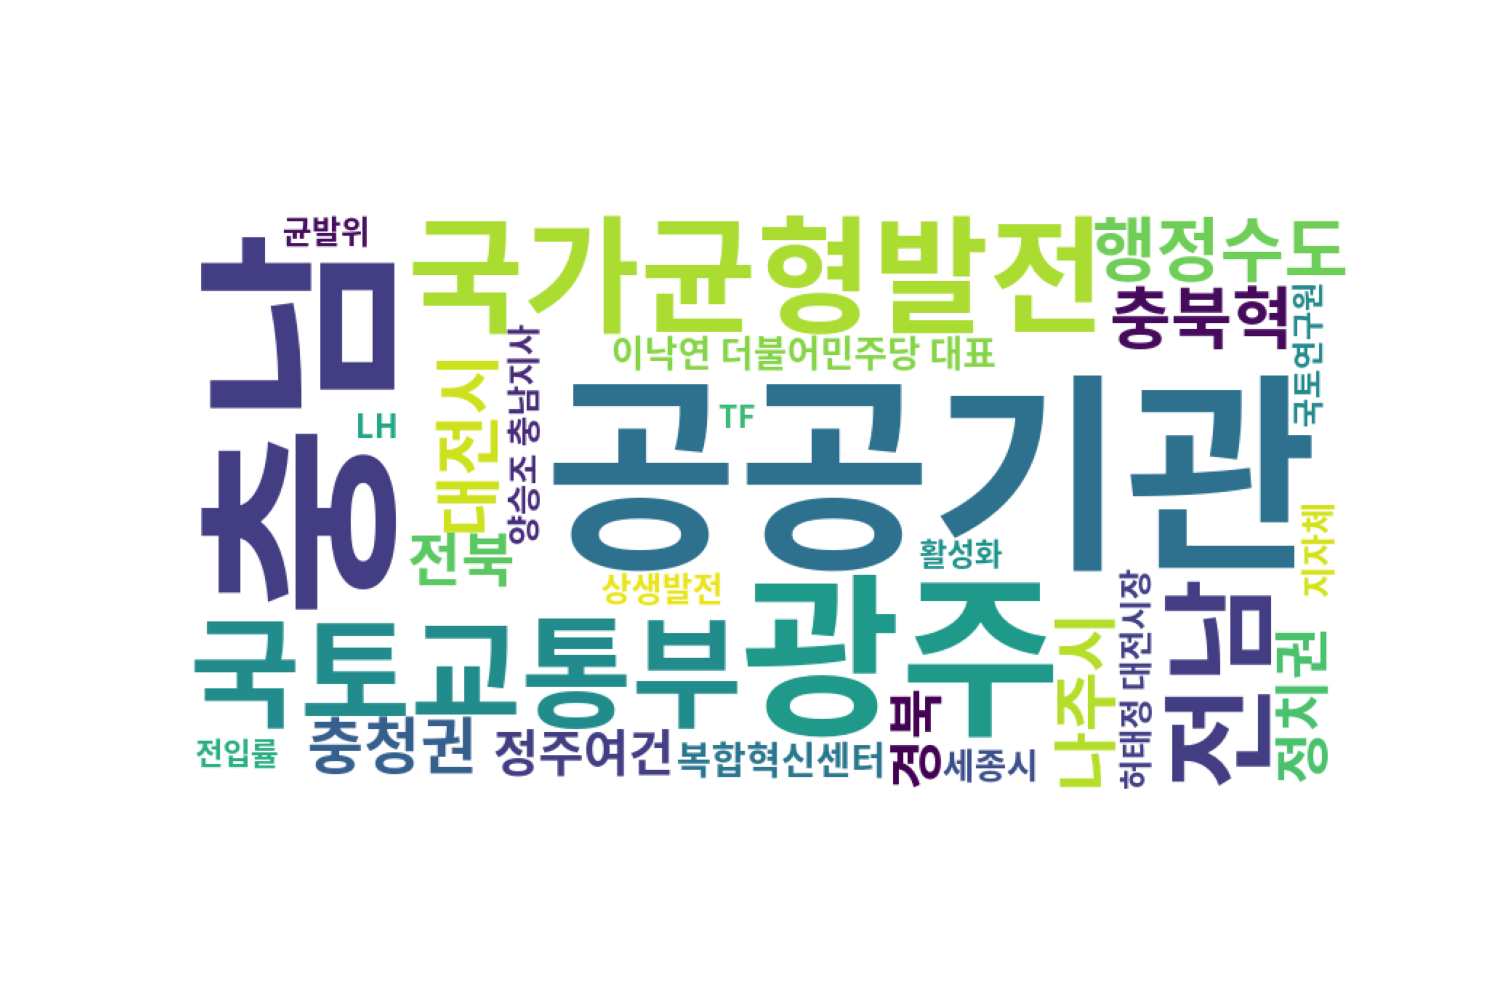 균발위
국가균형발전
행정수도
충남
충북혁
국토연구원
이낙연 더불어민주당 대표
대전시
양승조 충남지사
LH
TF
공공기관
전북
활성화
지자체
상생발전
광주
국토교통부
나주시
허태정 대전시장
전남
정치권
전입률
충청권
정주여건
복합혁신센터
경북
세종시